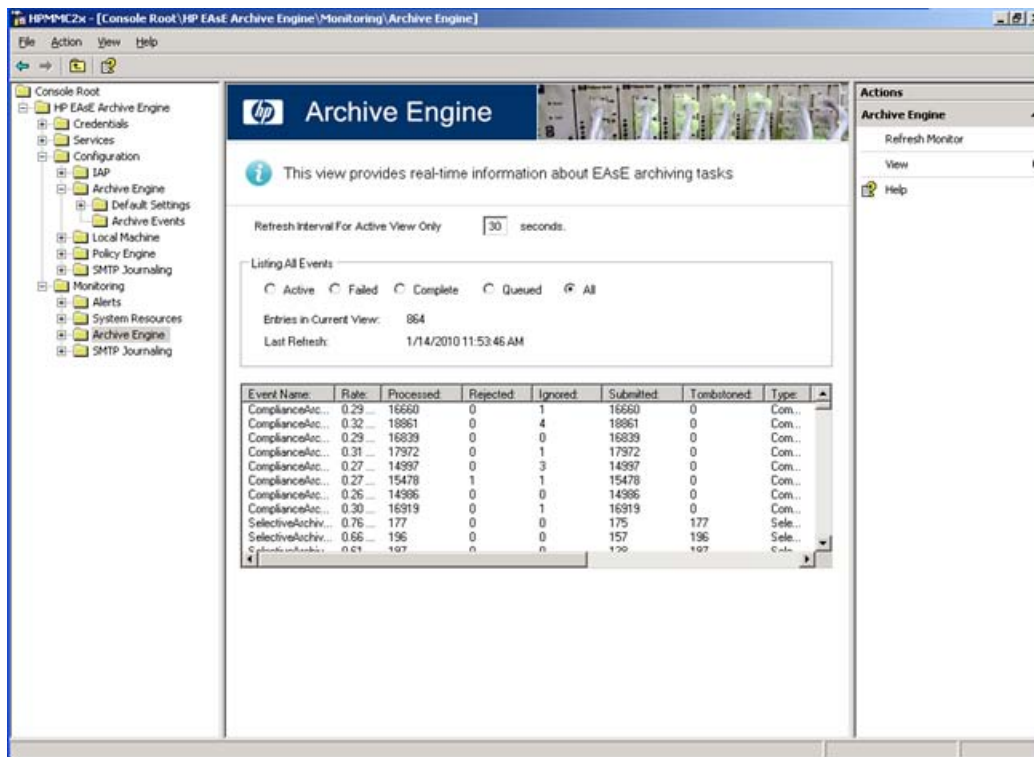 HPMMC2x - [Console Root\HP EAsE Archive Engine\Monitoring\Archive Engine]
File Action View Help
Console Root
HP EAsE Archive Engine
Credentials
Services
Configuration
IAP
Archive Engine
Default Settings
Archive Events
Local Machine
Policy Engine
SMTP Journaling
Monitoring
Alerts
System Resources
Archive Engine
SMTP Journaling
hp Archive Engine
This view provides real-time information about EAsE archiving tasks
Refresh Interval For Active View Only 30 seconds.
Listing All Events
Active Failed Complete Queued All
Entries in Current View: 864
Last Refresh: 1/14/2010 11:53:46 AM
Event Name: Rate: Processed: Rejected: Ignored: Submitted: Tombstoned: Type:
ComplianceArc... 0.29 ... 16660 0 1 16660 0 Com...
ComplianceArc... 0.32 ... 18861 0 4 18861 0 Com...
ComplianceArc... 0.29 ... 16839 0 0 16839 0 Com...
ComplianceArc... 0.31 ... 17972 0 1 17972 0 Com...
ComplianceArc... 0.27 ... 14997 0 3 14997 0 Com...
ComplianceArc... 0.27 ... 15478 1 1 15478 0 Com...
ComplianceArc... 0.26 ... 14986 0 0 14986 0 Com...
ComplianceArc... 0.30 ... 16919 0 1 16919 0 Com...
SelectiveArchiv... 0.76 ... 177 0 0 175 177 Sele...
SelectiveArchiv... 0.66 ... 196 0 0 157 196 Sele...
SelectiveArchiv... 0.61 ... 197 0 0 128 197 Sele...
Actions
Archive Engine
Refresh Monitor
View
Help